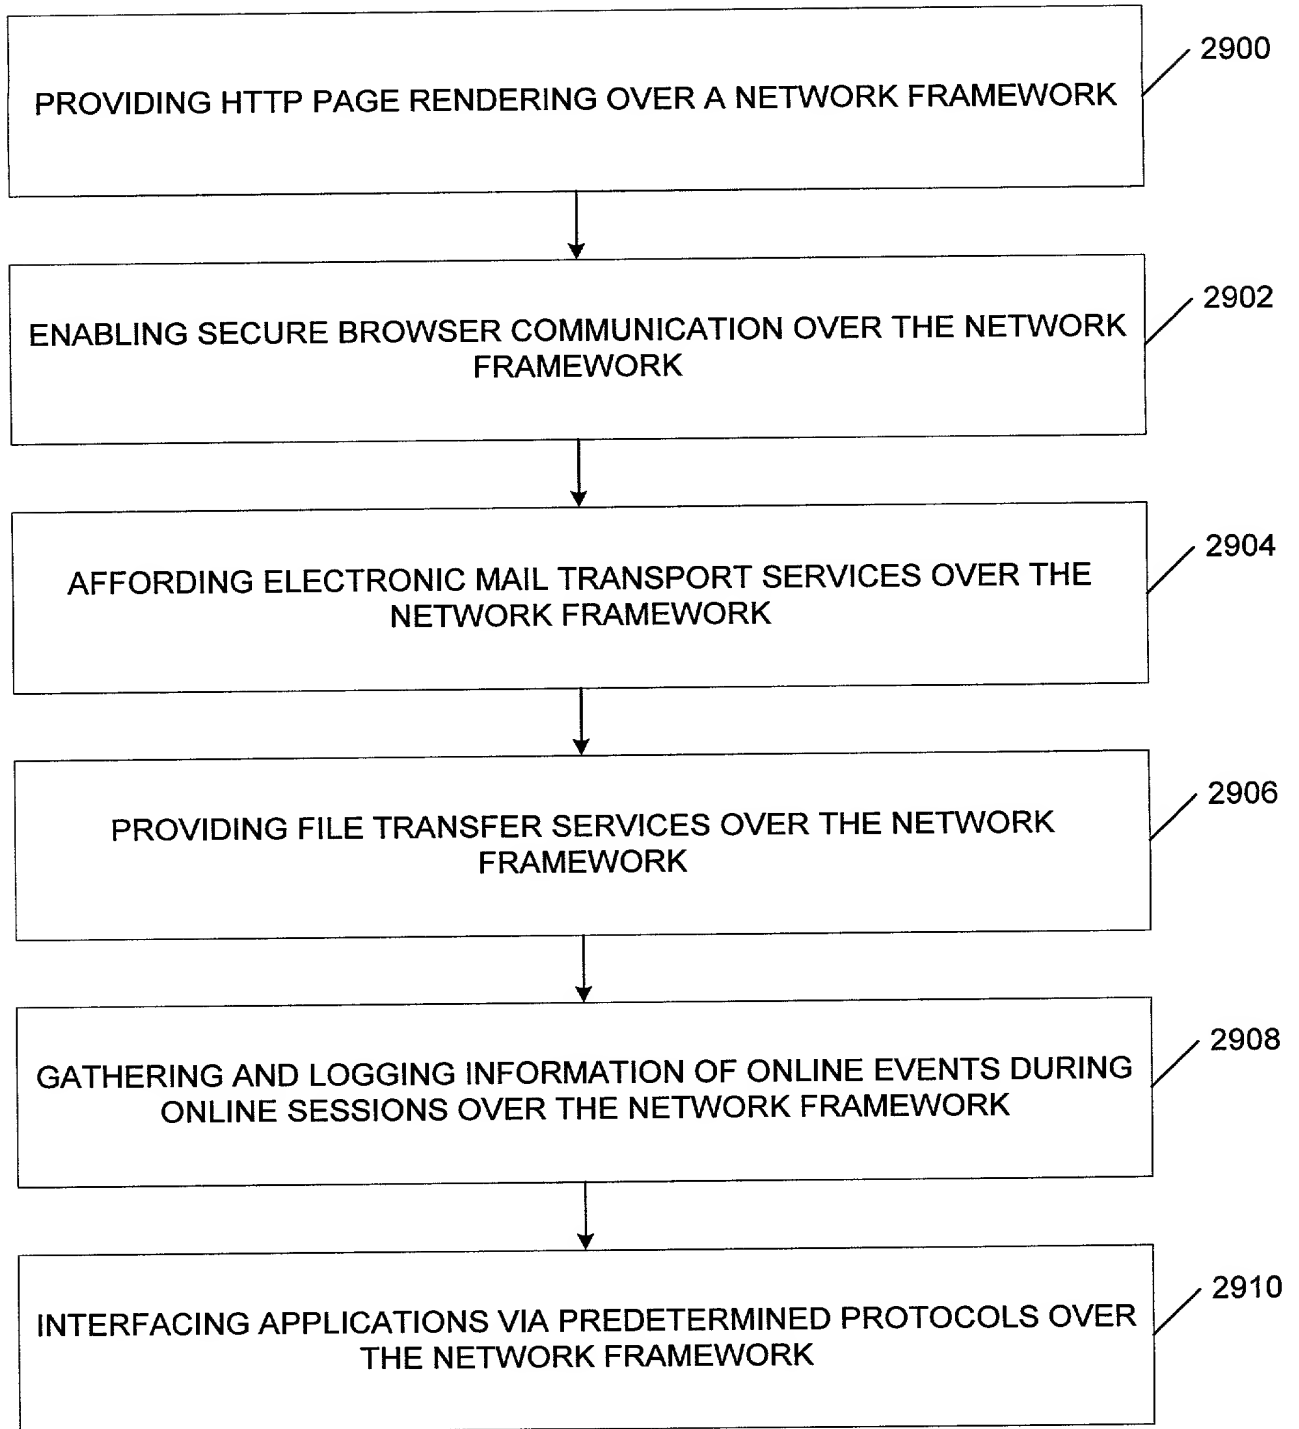 2900
PROVIDING HTTP PAGE RENDERING OVER A NETWORK FRAMEWORK
2902
ENABLING SECURE BROWSER COMMUNICATION OVER THE NETWORK
FRAMEWORK
2904
AFFORDING ELECTRONIC MAIL TRANSPORT SERVICES OVER THE
NETWORK FRAMEWORK
2906
PROVIDING FILE TRANSFER SERVICES OVER THE NETWORK
FRAMEWORK
2908
GATHERING AND LOGGING INFORMATION OF ONLINE EVENTS DURING
ONLINE SESSIONS OVER THE NETWORK FRAMEWORK
2910
INTERFACING APPLICATIONS VIA PREDETERMINED PROTOCOLS OVER
THE NETWORK FRAMEWORK